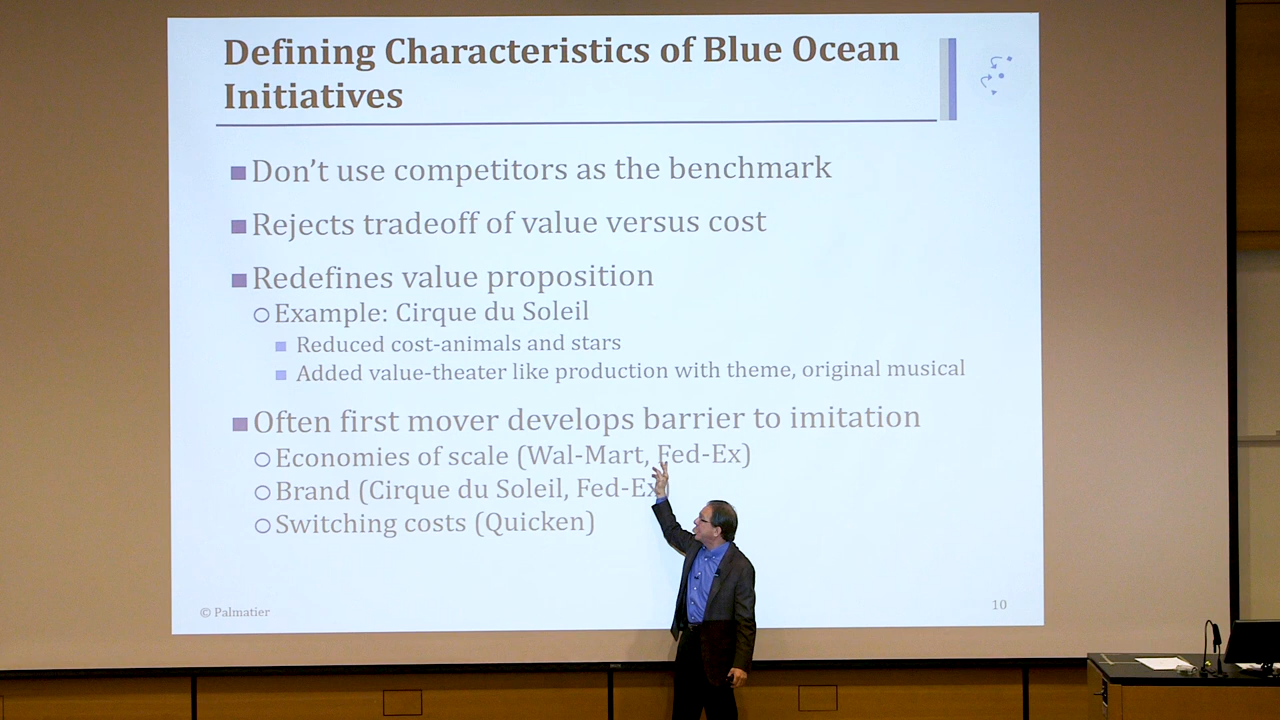 Defining Characteristics of Blue Ocean
Initiatives
Don't use competitors as the benchmark
Rejects tradeoff of value versus cost
Redefines value proposition
Example: Cirque du Soleil
Reduced cost-animals and stars
Added value-theater like production with theme, original musical
Often first mover develops barrier to imitation
Economies of scale (Wal-Mart, Fed-Ex)
Brand (Cirque du Soleil, Fed-Ex)
Switching costs (Quicken)
© Palmatier
10